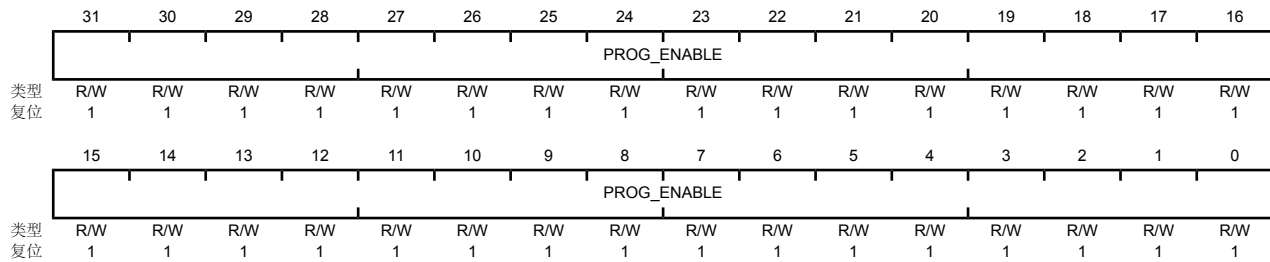 31 30 29 28 27 26 25 24 23 22 21 20 19 18 17 16
PROG_ENABLE
类型 R/W R/W R/W R/W R/W R/W R/W R/W R/W R/W R/W R/W R/W R/W R/W R/W
复位 1 1 1 1 1 1 1 1 1 1 1 1 1 1 1 1
15 14 13 12 11 10 9 8 7 6 5 4 3 2 1 0
PROG_ENABLE
类型 R/W R/W R/W R/W R/W R/W R/W R/W R/W R/W R/W R/W R/W R/W R/W R/W
复位 1 1 1 1 1 1 1 1 1 1 1 1 1 1 1 1